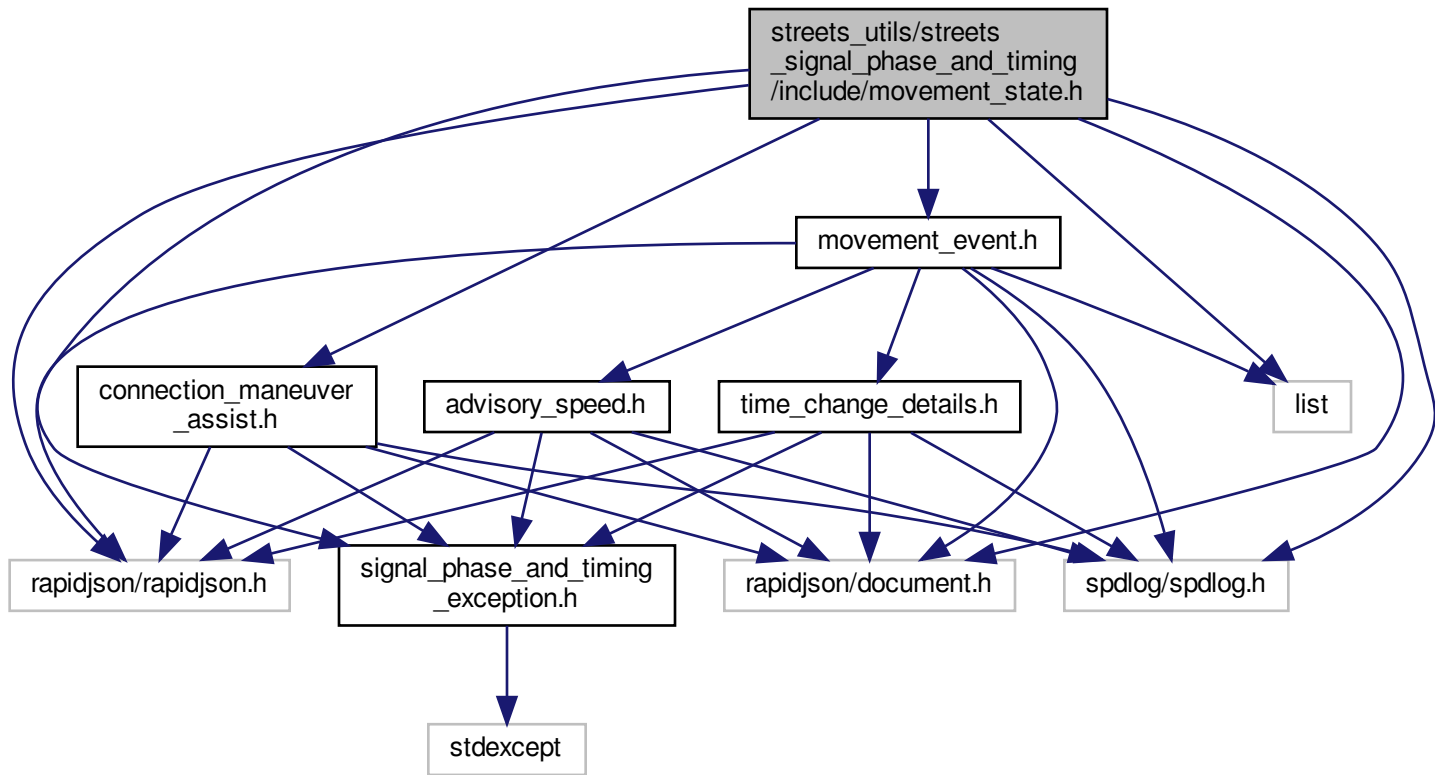 streets_utils/streets
_signal_phase_and_timing
/include/movement_state.h
movement_event.h
connection_maneuver
_assist.h
advisory_speed.h
time_change_details.h
list
rapidjson/rapidjson.h
signal_phase_and_timing
_exception.h
rapidjson/document.h
spdlog/spdlog.h
stdexcept